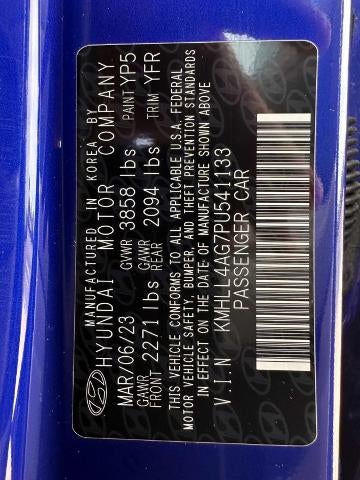 MANUFACTURED IN KOREA BY
HYUNDAI MOTOR COMPANY
MAR/06/23 GVWR 3858 lbs PAINT YP5
GAWR FRONT 2271 lbs GAWR REAR 2094 lbs TRIM YFR
THIS VEHICLE CONFORMS TO ALL APPLICABLE U.S.A. FEDERAL
MOTOR VEHICLE SAFETY, BUMPER, AND THEFT PREVENTION STANDARDS
IN EFFECT ON THE DATE OF MANUFACTURE SHOWN ABOVE
V.I.N KMHLL4AG7PU541133
PASSENGER CAR